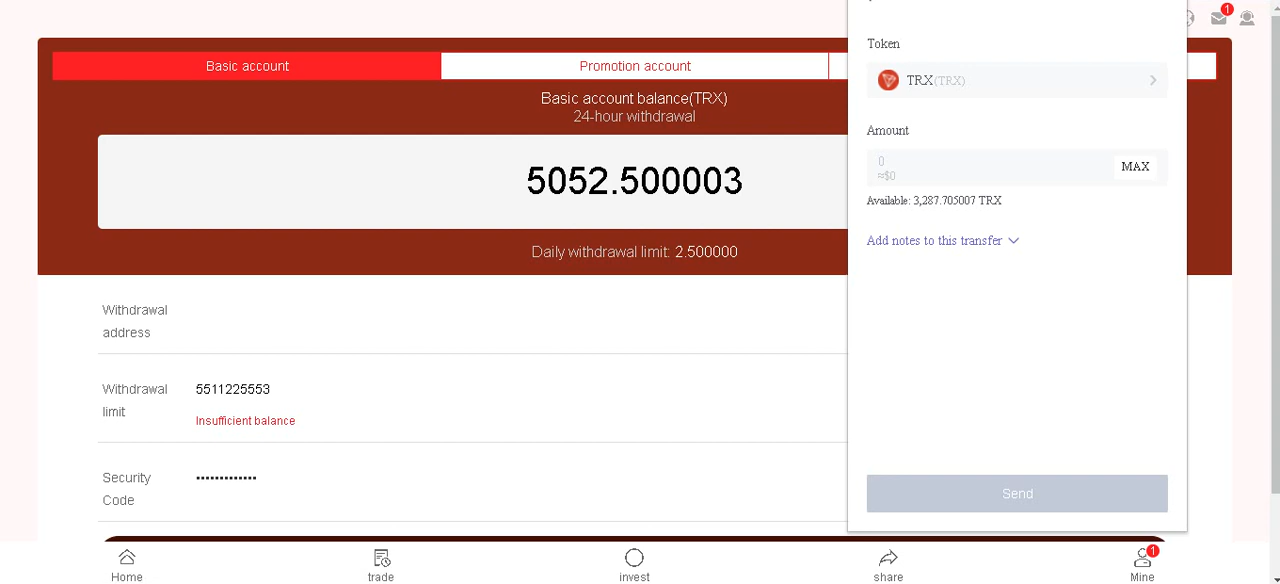 1
Basic account
Promotion account
Basic account balance(TRX)
24-hour withdrawal
5052.500003
Daily withdrawal limit: 2.500000
Withdrawal
address
Withdrawal
limit
5511225553
Insufficient balance
Security
Code
•••••••••••••
Token
TRX(TRX)
Amount
0
≈$0
MAX
Available: 3,287.705007 TRX
Add notes to this transfer
Send
Home
trade
invest
share
Mine
1